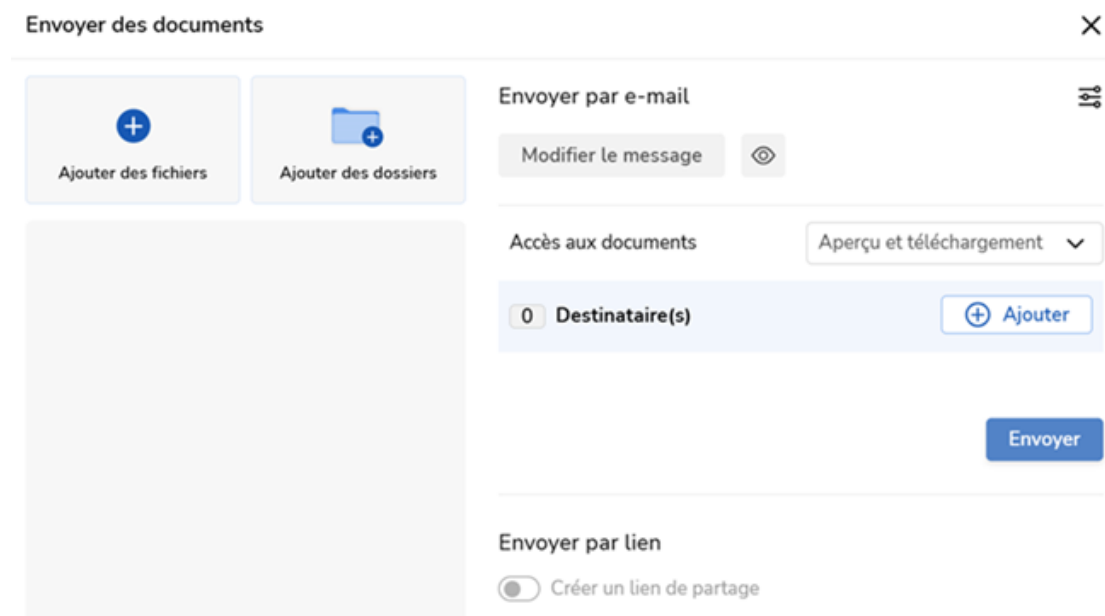 Envoyer des documents
Ajouter des fichiers
Ajouter des dossiers
Envoyer par e-mail
Modifier le message
Accès aux documents
Aperçu et téléchargement
0 Destinataire(s)
Ajouter
Envoyer
Envoyer par lien
Créer un lien de partage